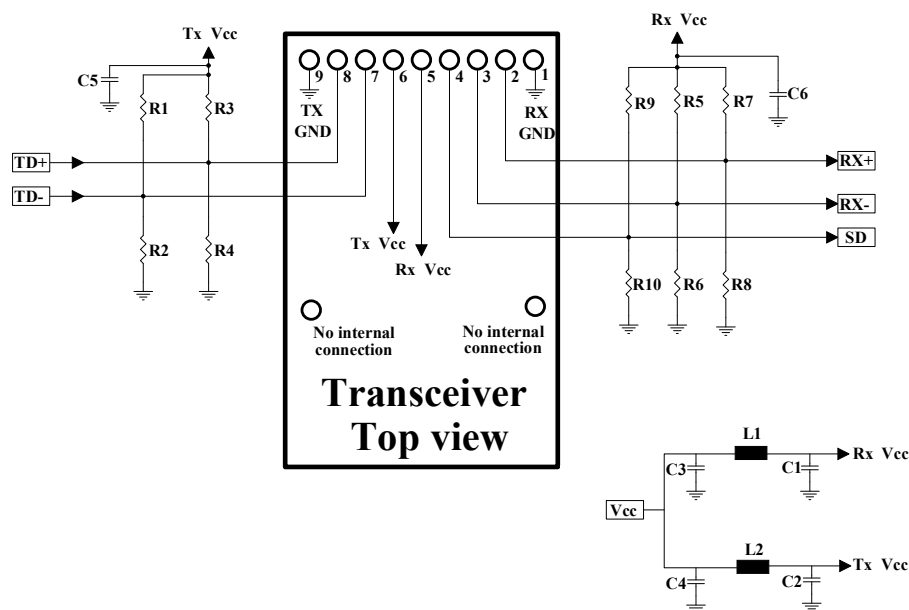 Tx Vcc
Rx Vcc
C5
R1
R3
9
8
7
6
5
4
3
2
1
TX
GND
RX
GND
R9
R5
R7
C6
TD+
TD-
RX+
RX-
SD
Tx Vcc
Rx Vcc
R2
R4
R10
R6
R8
No internal
connection
No internal
connection
Transceiver
Top view
L1
C3
C1
Rx Vcc
Vcc
L2
C4
C2
Tx Vcc